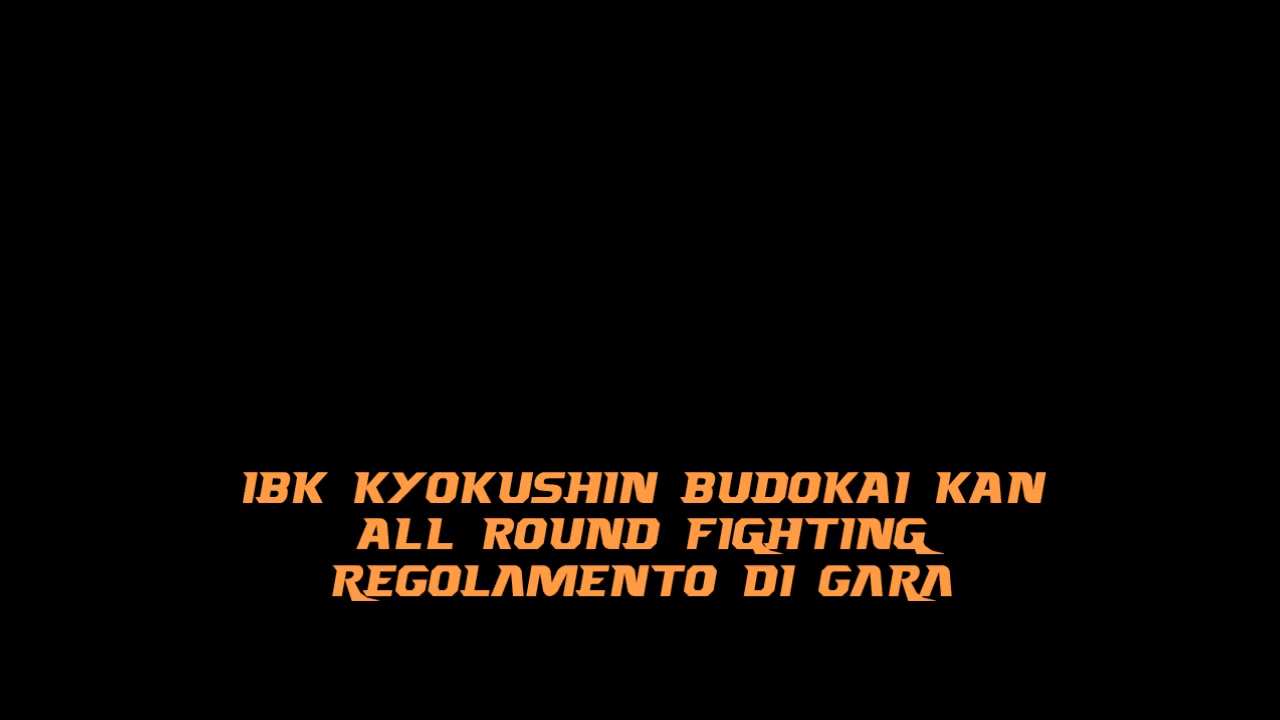 IBK KYOKUSHIN BUDOKAI KAN
ALL ROUND FIGHTING
REGOLAMENTO DI GARA